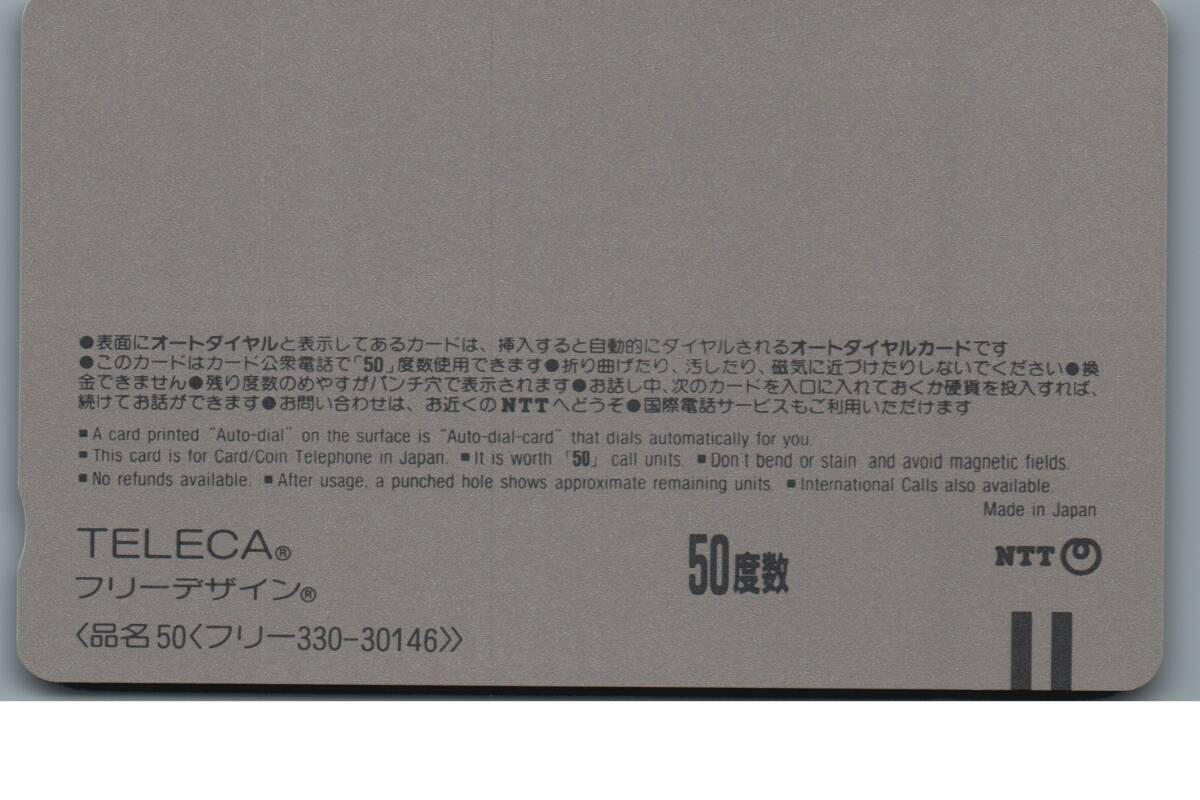 ●表面にオートダイヤルと表示してあるカードは、挿入すると自動的にダイヤルされるオートダイヤルカードです
●このカードはカード公衆電話で「50」度数使用できます●折り曲げたり、汚したり、磁気に近づけたりしないでください●換
金できません●残り度数のめやすがパンチ穴で表示されます●お話し中、次のカードを入口に入れておくか硬貨を投入すれば、
続けてお話ができます●お問い合わせは、お近くのNTTへどうぞ●国際電話サービスもご利用いただけます
■A card printed "Auto-dial" on the surface is "Auto-dial-card" that dials automatically for you.
■This card is for Card/Coin Telephone in Japan. ■It is worth 「50」 call units. ■Don't bend or stain and avoid magnetic fields.
■No refunds available. ■After usage, a punched hole shows approximate remaining units. ■International Calls also available.
Made in Japan
TELECA®
フリーデザイン®
〈品名50〈フリー330-30146〉〉
50度数
NTT